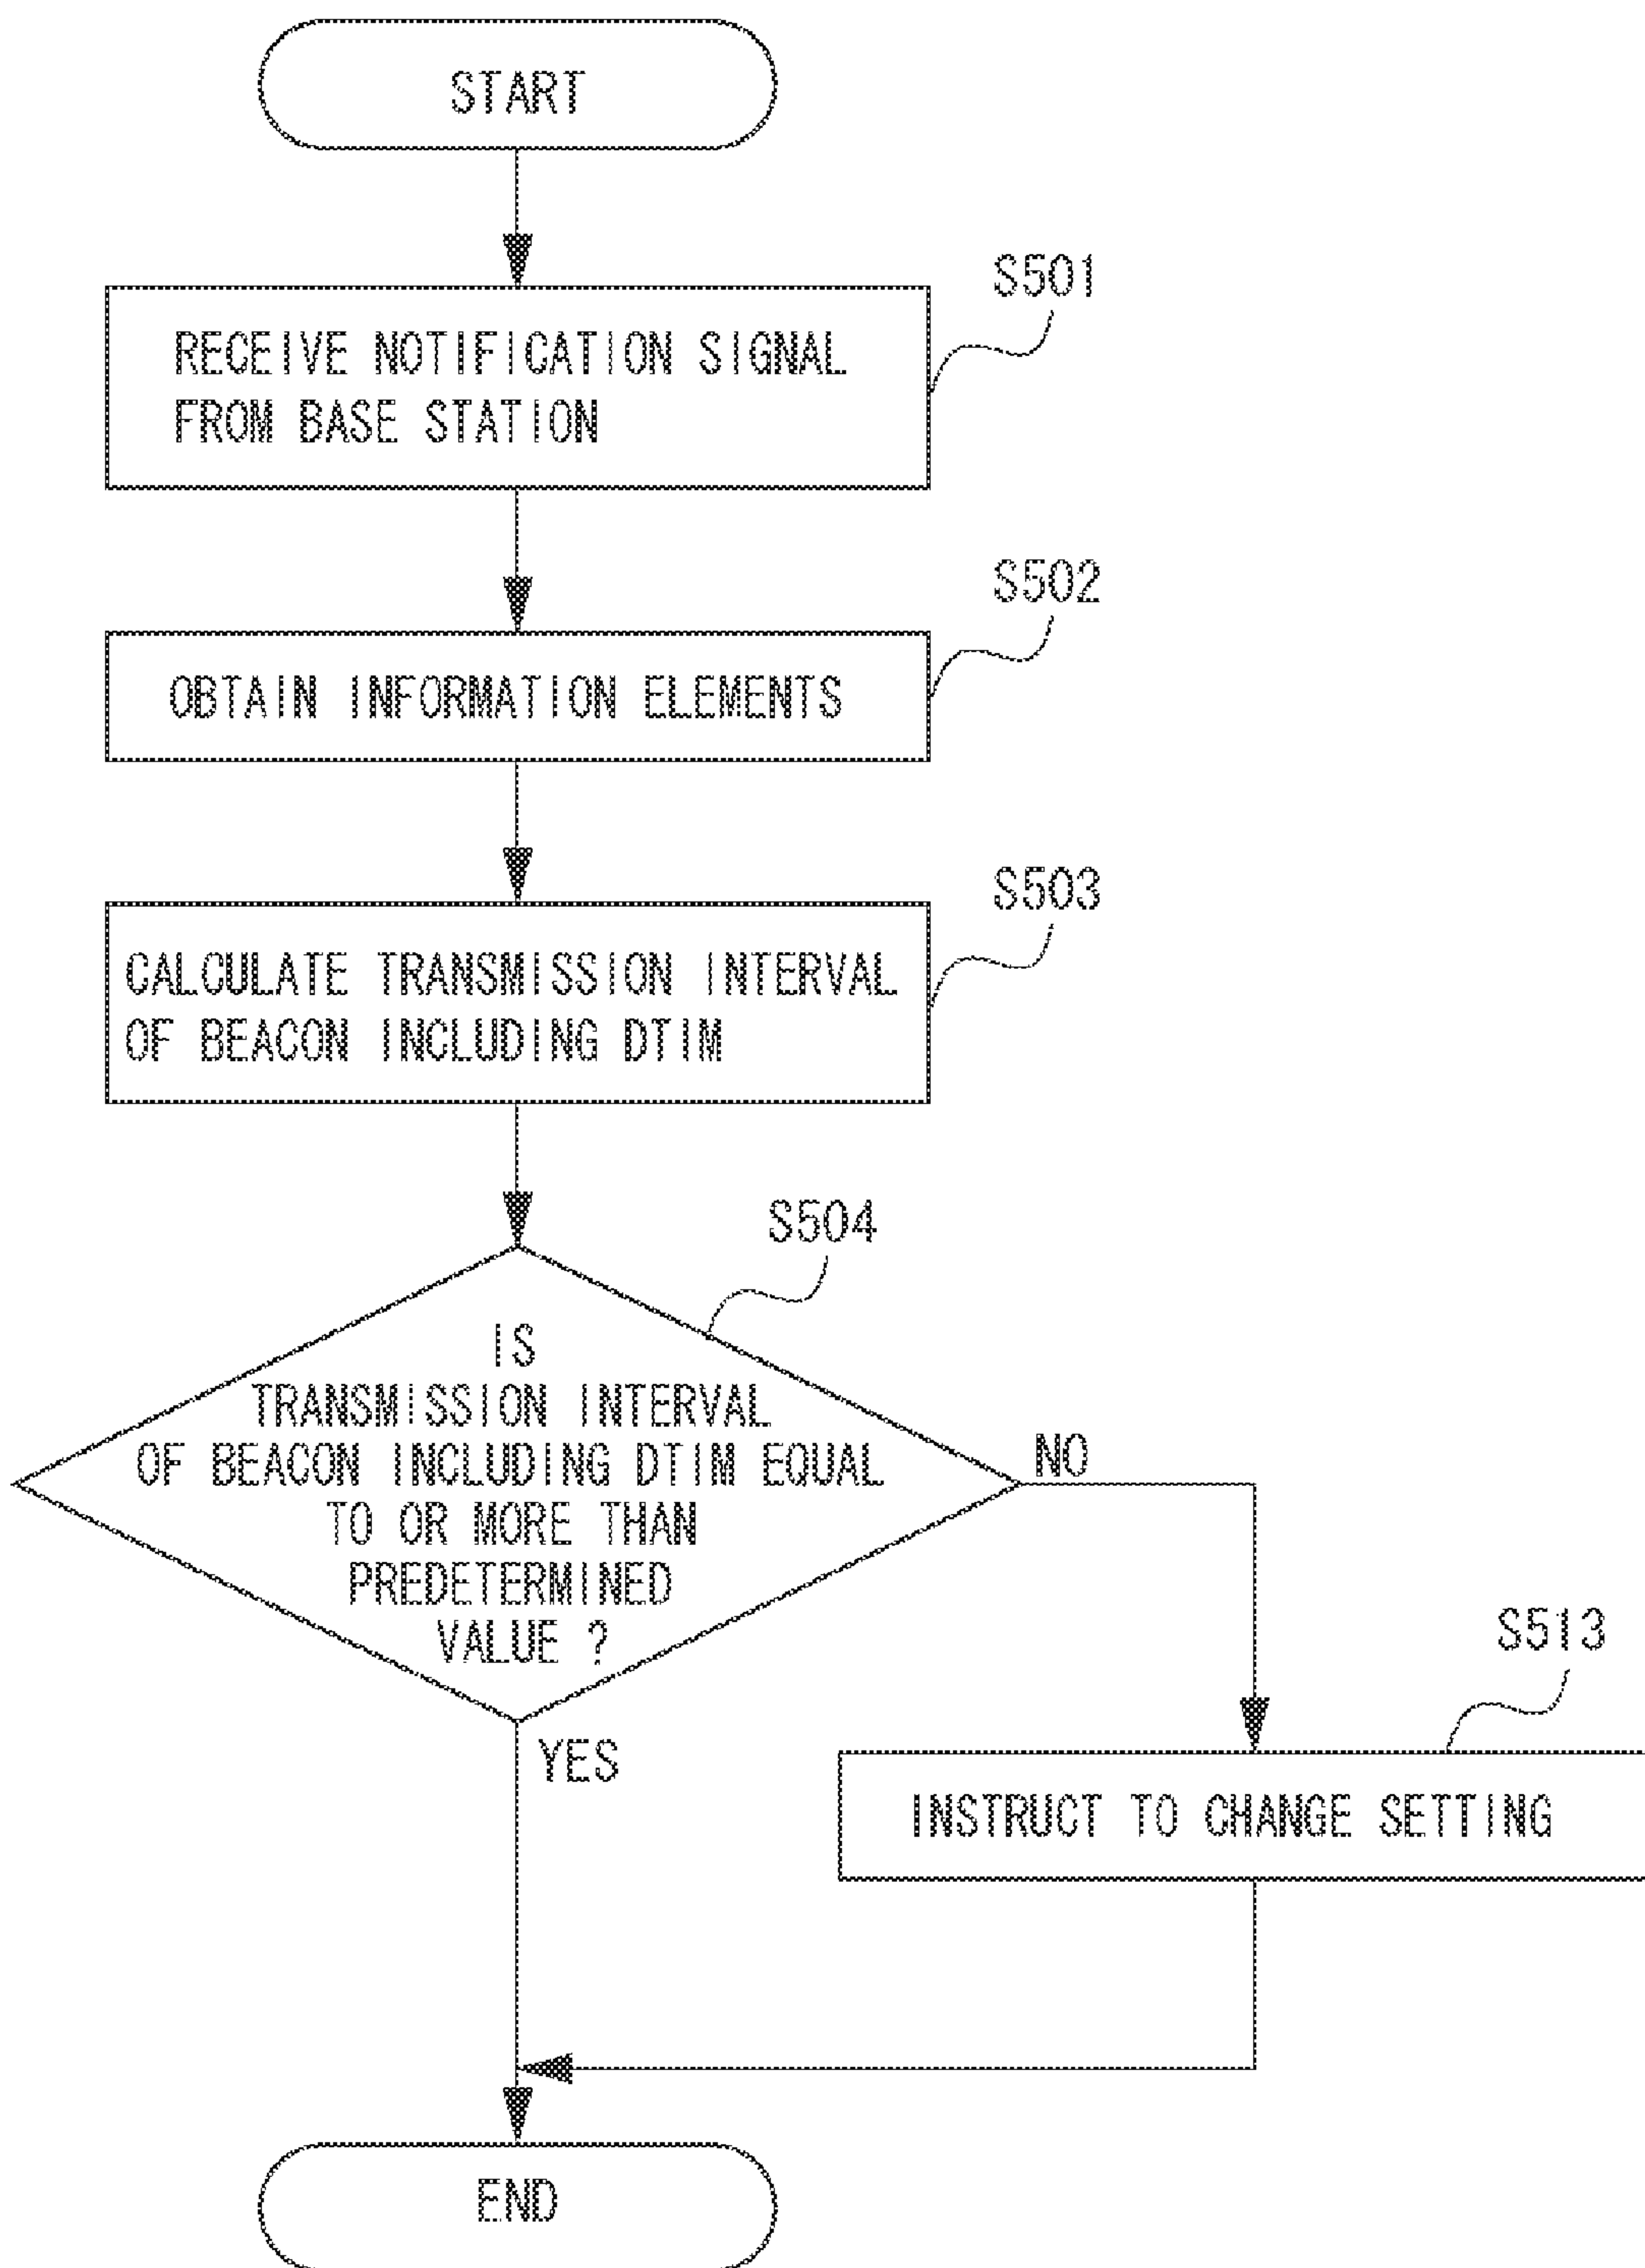 START
S501
RECEIVE NOTIFICATION SIGNAL
FROM BASE STATION
S502
OBTAIN INFORMATION ELEMENTS
S503
CALCULATE TRANSMISSION INTERVAL
OF BEACON INCLUDING DTIM
S504
IS
TRANSMISSION INTERVAL
OF BEACON INCLUDING DTIM EQUAL
TO OR MORE THAN
PREDETERMINED
VALUE ?
NO
YES
S513
INSTRUCT TO CHANGE SETTING
END